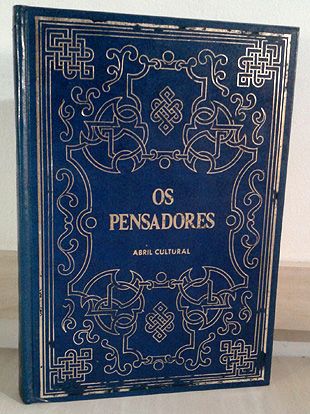 OS
PENSADORES
ABRIL CULTURAL